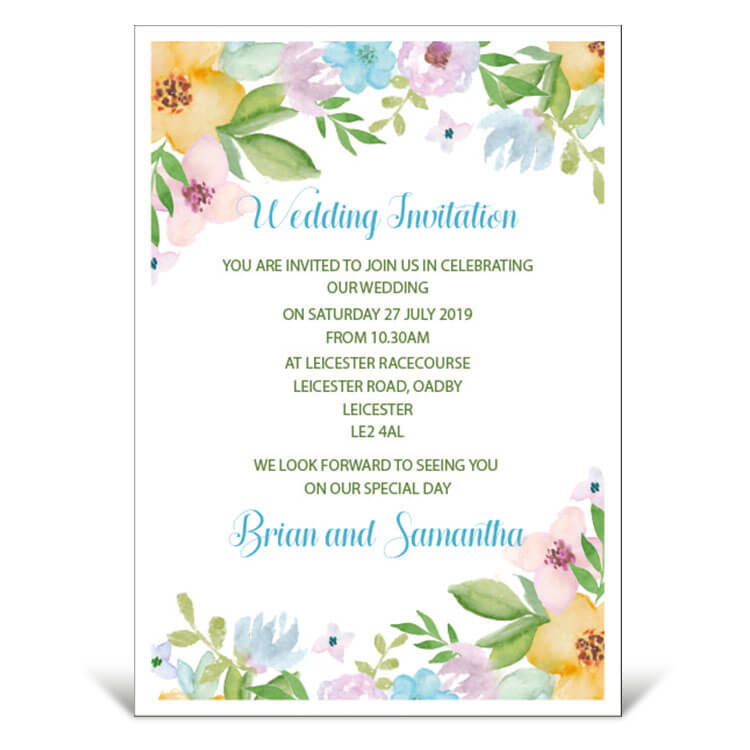 Wedding Invitation
YOU ARE INVITED TO JOIN US IN CELEBRATING
OUR WEDDING
ON SATURDAY 27 JULY 2019
FROM 10.30AM
AT LEICESTER RACECOURSE
LEICESTER ROAD, OADBY
LEICESTER
LE2 4AL
WE LOOK FORWARD TO SEEING YOU
ON OUR SPECIAL DAY
Brian and Samantha